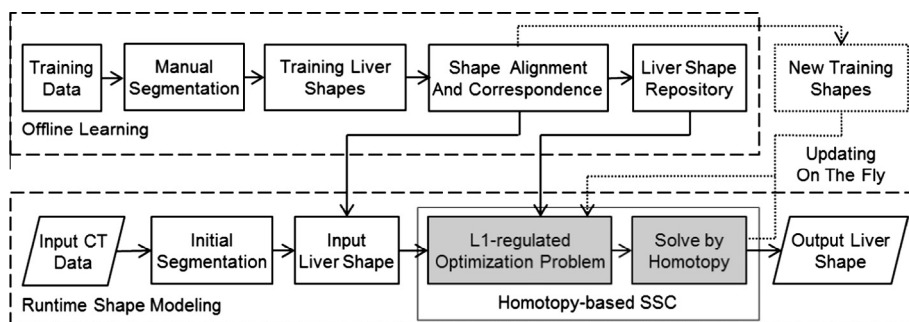 Training
Data
Manual
Segmentation
Training Liver
Shapes
Shape Alignment
And Correspondence
Liver Shape
Repository
New Training
Shapes
Offline Learning
Updating
On The Fly
Input CT
Data
Initial
Segmentation
Input
Liver Shape
L1-regulated
Optimization Problem
Solve by
Homotopy
Output Liver
Shape
Runtime Shape Modeling
Homotopy-based SSC